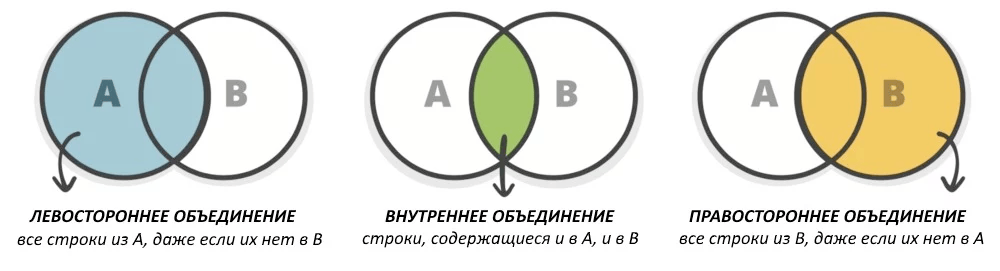 A B
A B
A B
ЛЕВОСТОРОННЕЕ ОБЪЕДИНЕНИЕ
все строки из A, даже если их нет в B
ВНУТРЕННЕЕ ОБЪЕДИНЕНИЕ
строки, содержащиеся и в A, и в B
ПРАВОСТОРОННЕЕ ОБЪЕДИНЕНИЕ
все строки из B, даже если их нет в A